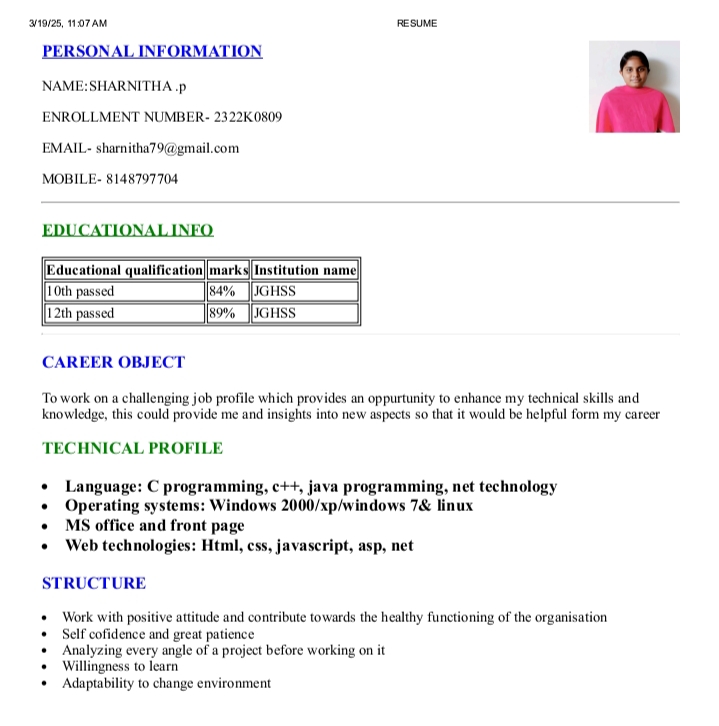 3/19/25, 11:07 AM RESUME
PERSONAL INFORMATION
NAME:SHARNITHA .p
ENROLLMENT NUMBER- 2322K0809
EMAIL- sharnitha79@gmail.com
MOBILE- 8148797704
EDUCATIONAL INFO
Educational qualification marks Institution name
10th passed 84% JGHSS
12th passed 89% JGHSS
CAREER OBJECT
To work on a challenging job profile which provides an oppurtunity to enhance my technical skills and
knowledge, this could provide me and insights into new aspects so that it would be helpful form my career
TECHNICAL PROFILE
• Language: C programming, c++, java programming, net technology
• Operating systems: Windows 2000/xp/windows 7& linux
• MS office and front page
• Web technologies: Html, css, javascript, asp, net
STRUCTURE
• Work with positive attitude and contribute towards the healthy functioning of the organisation
• Self cofidence and great patience
• Analyzing every angle of a project before working on it
• Willingness to learn
• Adaptability to change environment